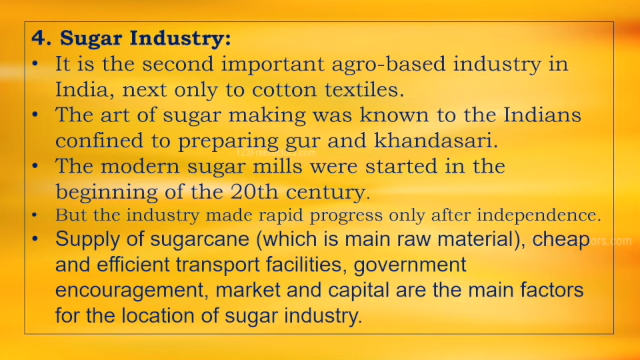 4. Sugar Industry:
• It is the second important agro-based industry in
India, next only to cotton textiles.
• The art of sugar making was known to the Indians
confined to preparing gur and khandasari.
• The modern sugar mills were started in the
beginning of the 20th century.
• But the industry made rapid progress only after independence.
• Supply of sugarcane (which is main raw material), cheap
and efficient transport facilities, government
encouragement, market and capital are the main factors
for the location of sugar industry.